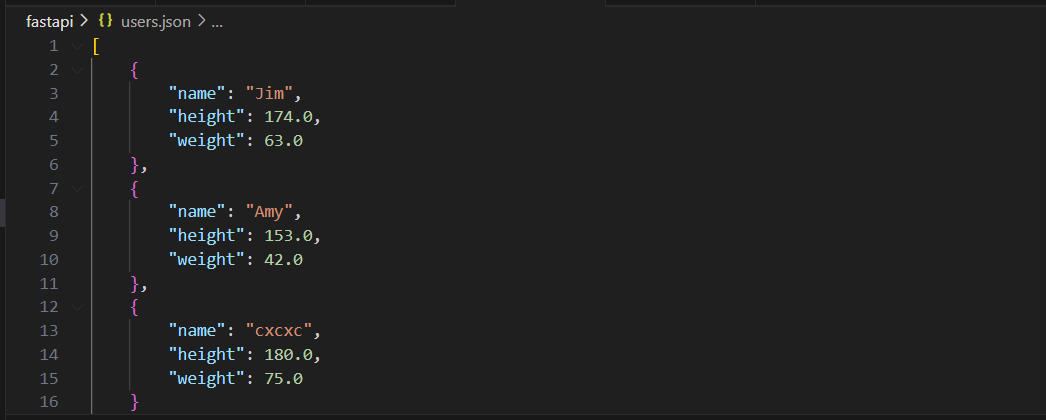 fastapi > {} users.json > ...
1 [
2     {
3         "name": "Jim",
4         "height": 174.0,
5         "weight": 63.0
6     },
7     {
8         "name": "Amy",
9         "height": 153.0,
10         "weight": 42.0
11     },
12     {
13         "name": "cxcxc",
14         "height": 180.0,
15         "weight": 75.0
16     }